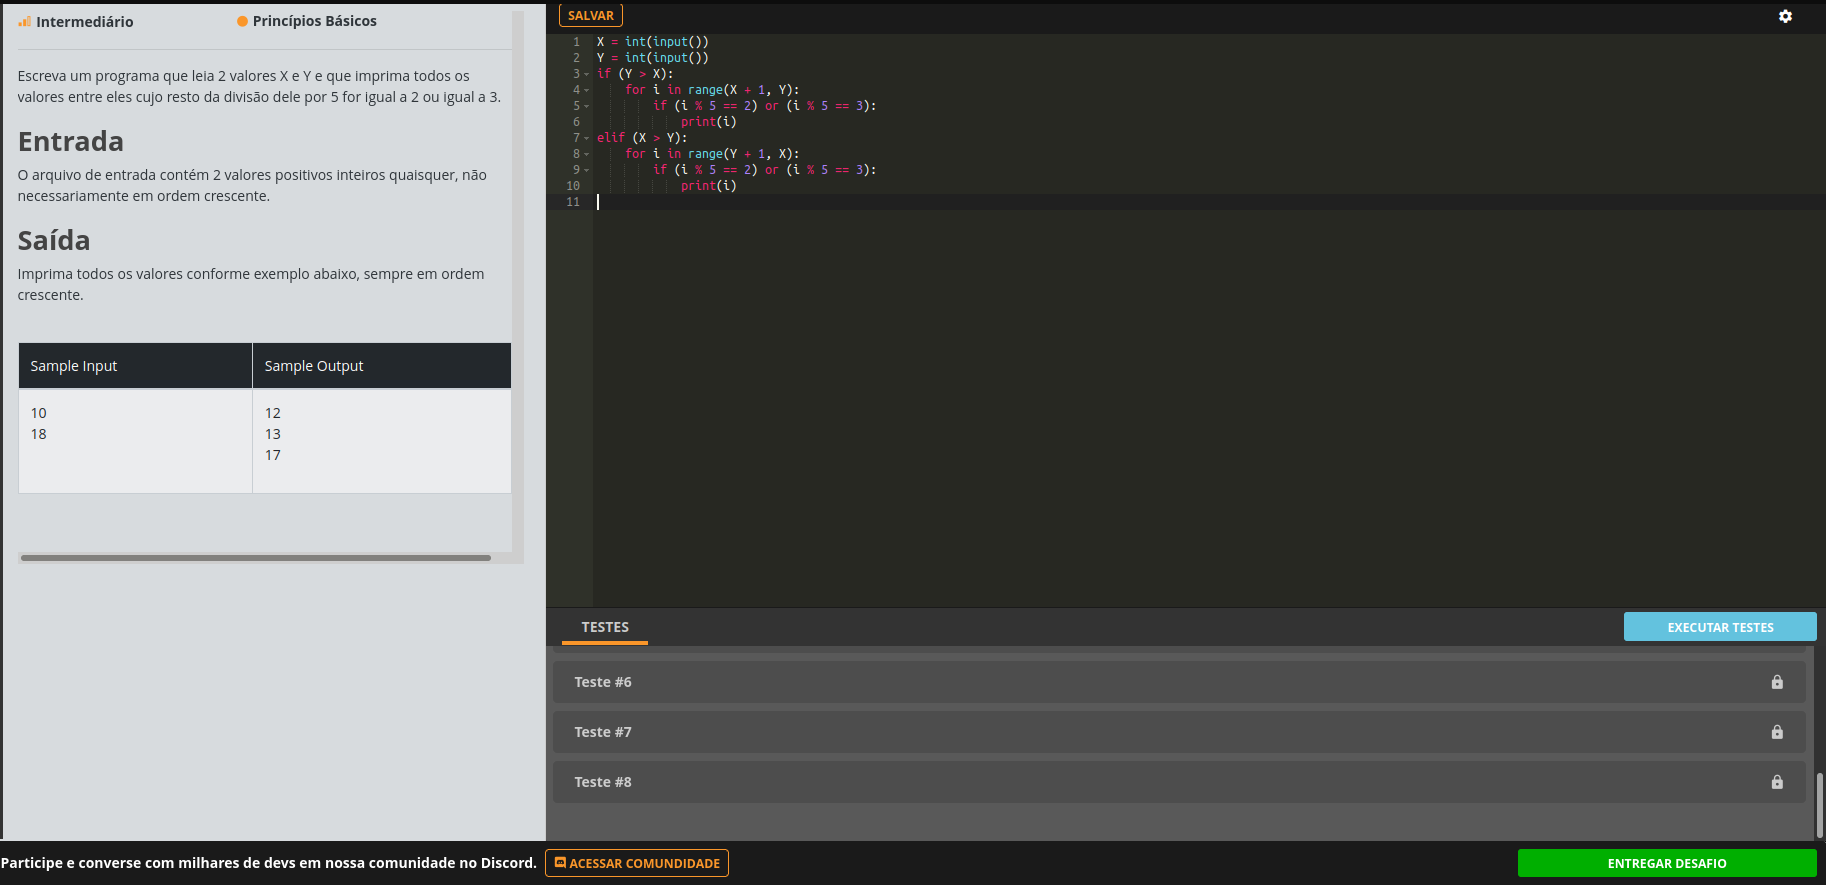 Intermediário
Princípios Básicos
Escreva um programa que leia 2 valores X e Y e que imprima todos os
valores entre eles cujo resto da divisão dele por 5 for igual a 2 ou igual a 3.
Entrada
O arquivo de entrada contém 2 valores positivos inteiros quaisquer, não
necessariamente em ordem crescente.
Saída
Imprima todos os valores conforme exemplo abaixo, sempre em ordem
crescente.
Sample Input
Sample Output
10
18
12
13
17
SALVAR
1 X = int(input())
2 Y = int(input())
3 if (Y > X):
4     for i in range(X + 1, Y):
5         if (i % 5 == 2) or (i % 5 == 3):
6             print(i)
7 elif (X > Y):
8     for i in range(Y + 1, X):
9         if (i % 5 == 2) or (i % 5 == 3):
10             print(i)
11
TESTES
EXECUTAR TESTES
Teste #6
Teste #7
Teste #8
Participe e converse com milhares de devs em nossa comunidade no Discord.
ACESSAR COMUNDIDADE
ENTREGAR DESAFIO